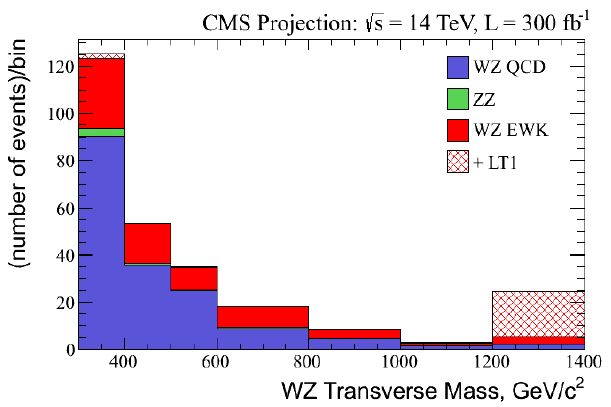 CMS Projection: √s = 14 TeV, L = 300 fb⁻¹
(number of events)/bin
120
100
80
60
40
20
0
WZ QCD
ZZ
WZ EWK
+ LT1
400 600 800 1000 1200 1400
WZ Transverse Mass, GeV/c²